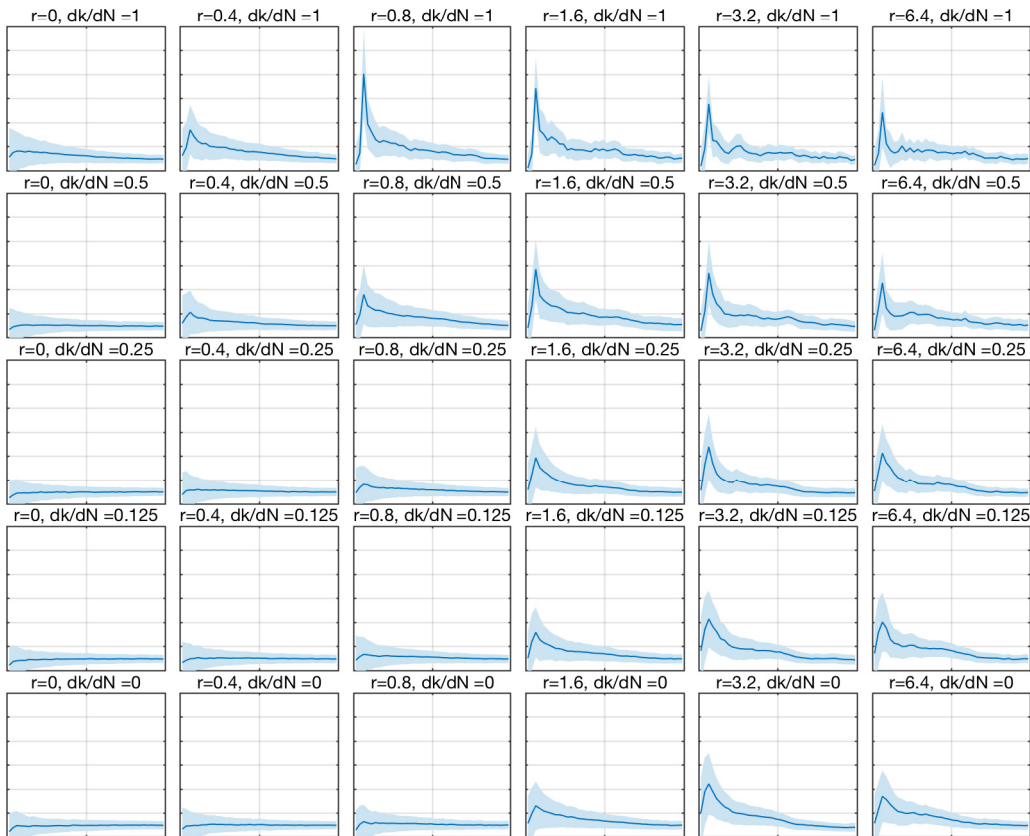 r=0, dk/dN =1 r=0.4, dk/dN =1 r=0.8, dk/dN =1 r=1.6, dk/dN =1 r=3.2, dk/dN =1 r=6.4, dk/dN =1
r=0, dk/dN =0.5 r=0.4, dk/dN =0.5 r=0.8, dk/dN =0.5 r=1.6, dk/dN =0.5 r=3.2, dk/dN =0.5 r=6.4, dk/dN =0.5
r=0, dk/dN =0.25 r=0.4, dk/dN =0.25 r=0.8, dk/dN =0.25 r=1.6, dk/dN =0.25 r=3.2, dk/dN =0.25 r=6.4, dk/dN =0.25
r=0, dk/dN =0.125 r=0.4, dk/dN =0.125 r=0.8, dk/dN =0.125 r=1.6, dk/dN =0.125 r=3.2, dk/dN =0.125 r=6.4, dk/dN =0.125
r=0, dk/dN =0 r=0.4, dk/dN =0 r=0.8, dk/dN =0 r=1.6, dk/dN =0 r=3.2, dk/dN =0 r=6.4, dk/dN =0